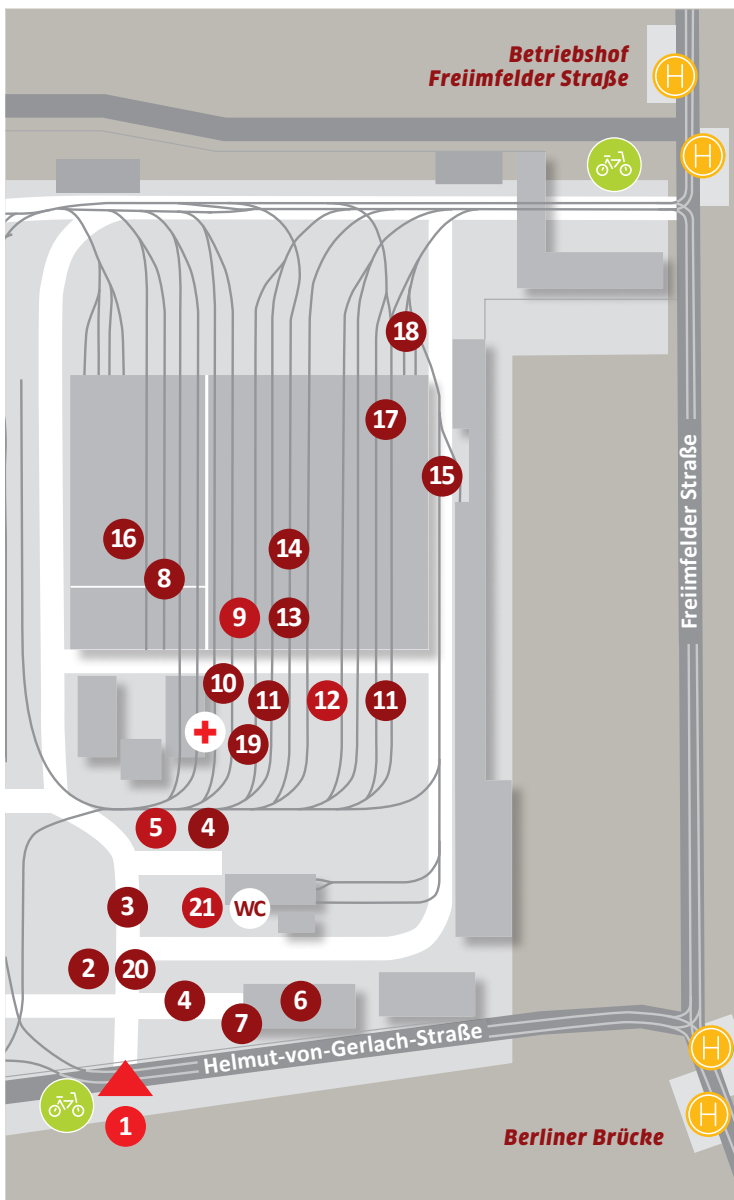 Betriebshof
Freiimfelder Straße
H
H
18
17
Freiimfelder Straße
15
16
14
8
9
13
10
11
12
11
19
5
4
3
21
WC
2
20
4
6
7
Helmut-von-Gerlach-Straße
H
1
H
Berliner Brücke